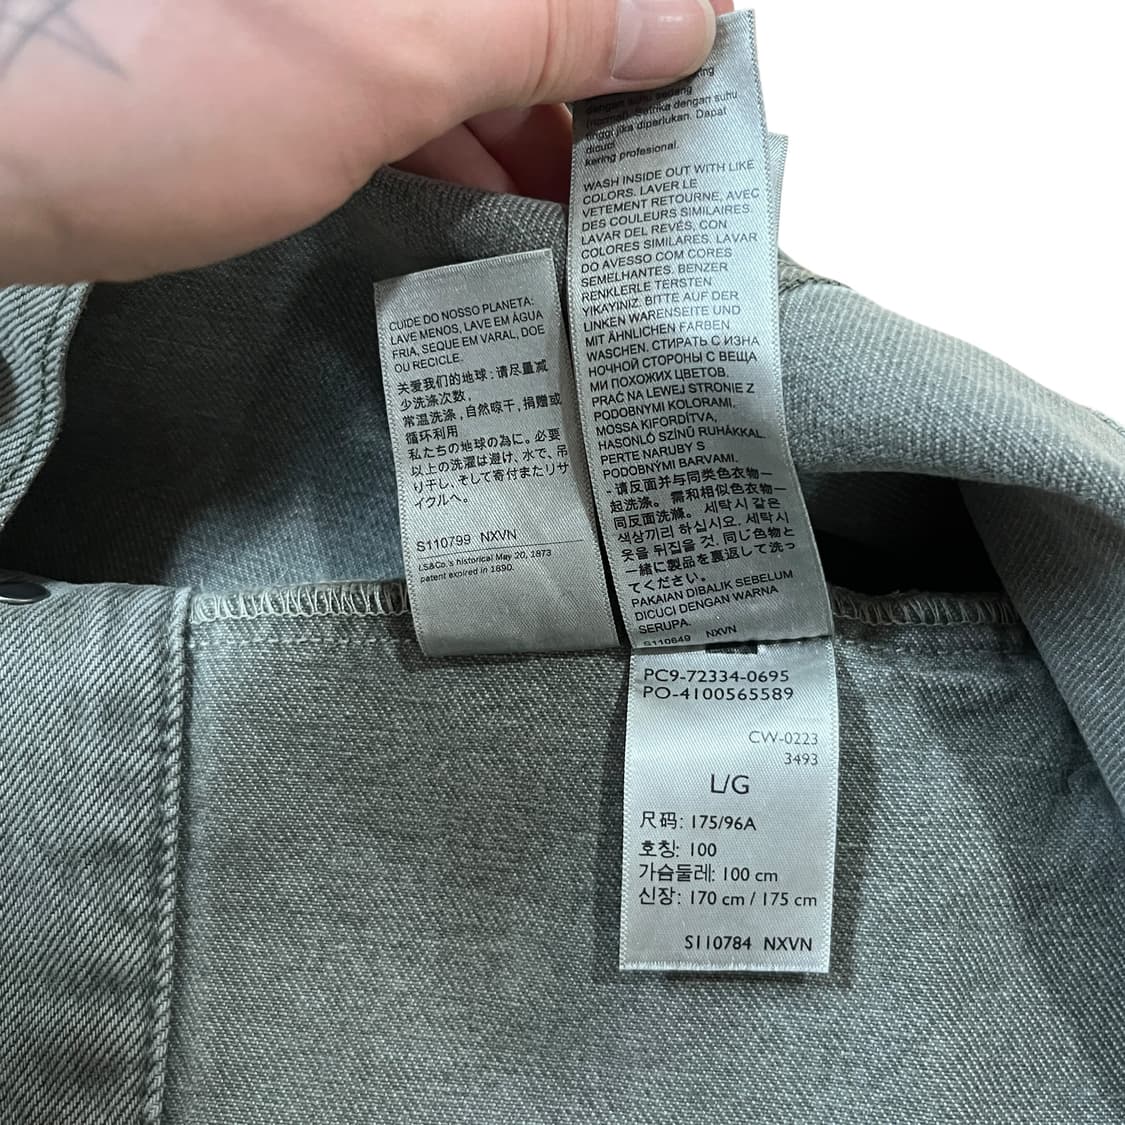 CUIDE DO NOSSO PLANETA:
LAVE MENOS, LAVE EM ÁGUA
FRIA, SEQUE EM VARAL, DOE
OU RECICLE.
关爱我们的地球：请尽量减
少洗涤次数，
常温洗涤，自然晾干，捐赠或
循环利用
私たちの地球の為に。必要
以上の洗濯は避け、水で、吊
り干し、そして寄付またリサ
イクルへ。
S110799 NXVN
LS&Co.'s historical May 20, 1873
patent expired in 1890.
dengan suhu sedang
(normal). Setrika dengan suhu
tinggi jika diperlukan. Dapat
dicuci
kering profesional.
WASH INSIDE OUT WITH LIKE
COLORS. LAVER LE
VETEMENT RETOURNE, AVEC
DES COULEURS SIMILAIRES.
LAVAR DEL REVÉS, CON
COLORES SIMILARES. LAVAR
DO AVESSO COM CORES
SEMELHANTES. BENZER
RENKLERLE TERSTEN
YIKAYINIZ. BITTE AUF DER
LINKEN WARENSEITE UND
MIT ÄHNLICHEN FARBEN
WASCHEN. СТИРАТЬ С ИЗНА
НОЧНОЙ СТОРОНЫ С ВЕЩА
МИ ПОХОЖИХ ЦВЕТОВ.
PRAĆ NA LEWEJ STRONIE Z
PODOBNYMI KOLORAMI.
MOSSA KIFORDÍTVA,
HASONLÓ SZÍNŰ RUHÁKKAL.
PERTE NARUBY S
PODOBNÝMI BARVAMI.
- 请反面并与同类色衣物一
起洗涤。需和相似色衣物一
同反面洗滌。세탁시 같은
색상끼리 하십시요. 세탁시
옷을 뒤집을 것. 同じ色物と
一緒に製品を裏返して洗っ
てください。
PAKAIAN DIBALIK SEBELUM
DICUCI DENGAN WARNA
SERUPA.
S110649 NXVN
PC9-72334-0695
PO-4100565589
CW-0223
3493
L/G
尺码: 175/96A
호칭: 100
가슴둘레: 100 cm
신장: 170 cm / 175 cm
S110784 NXVN